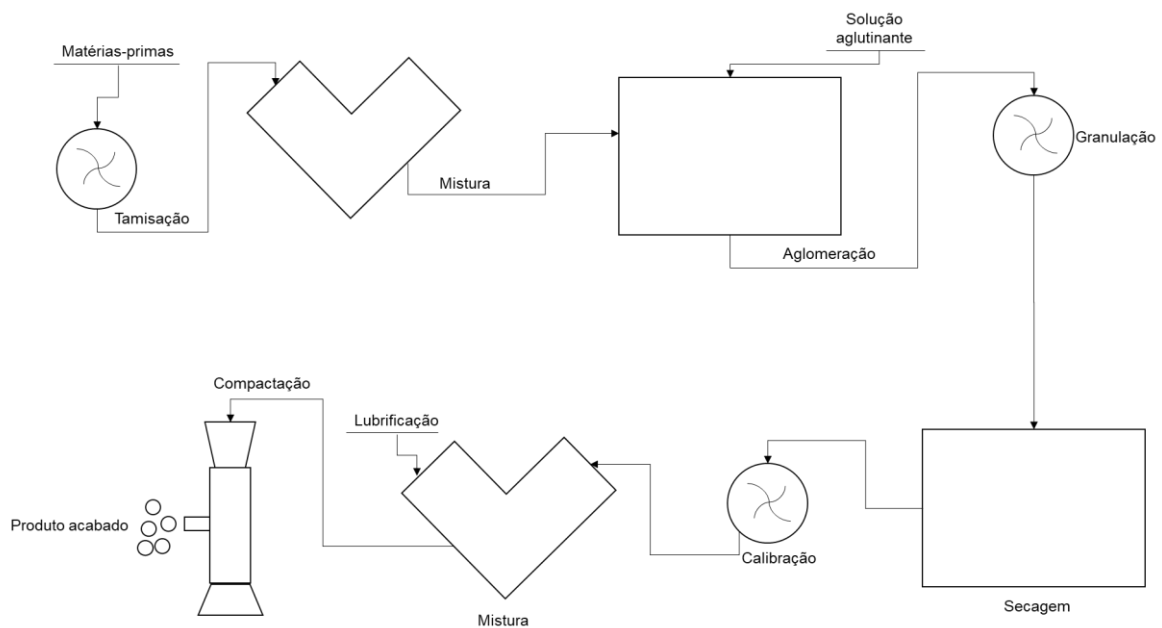 Matérias-primas
Solução
aglutinante
Granulação
Tamisação
Mistura
Aglomeração
Compactação
Lubrificação
Produto acabado
Calibração
Mistura
Secagem